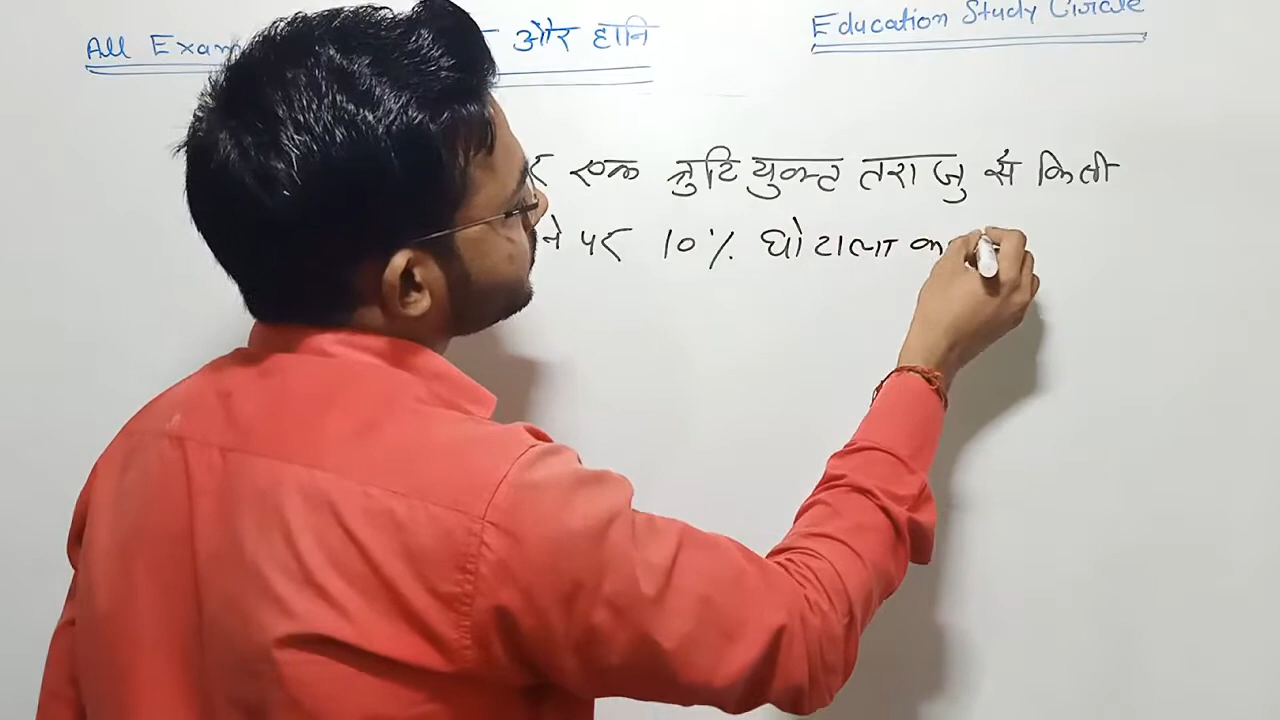 All Exam और हानि
Education Study Circle
एक त्रुटि युक्त तराजु से किसी
ने पर 10% घोटाला क